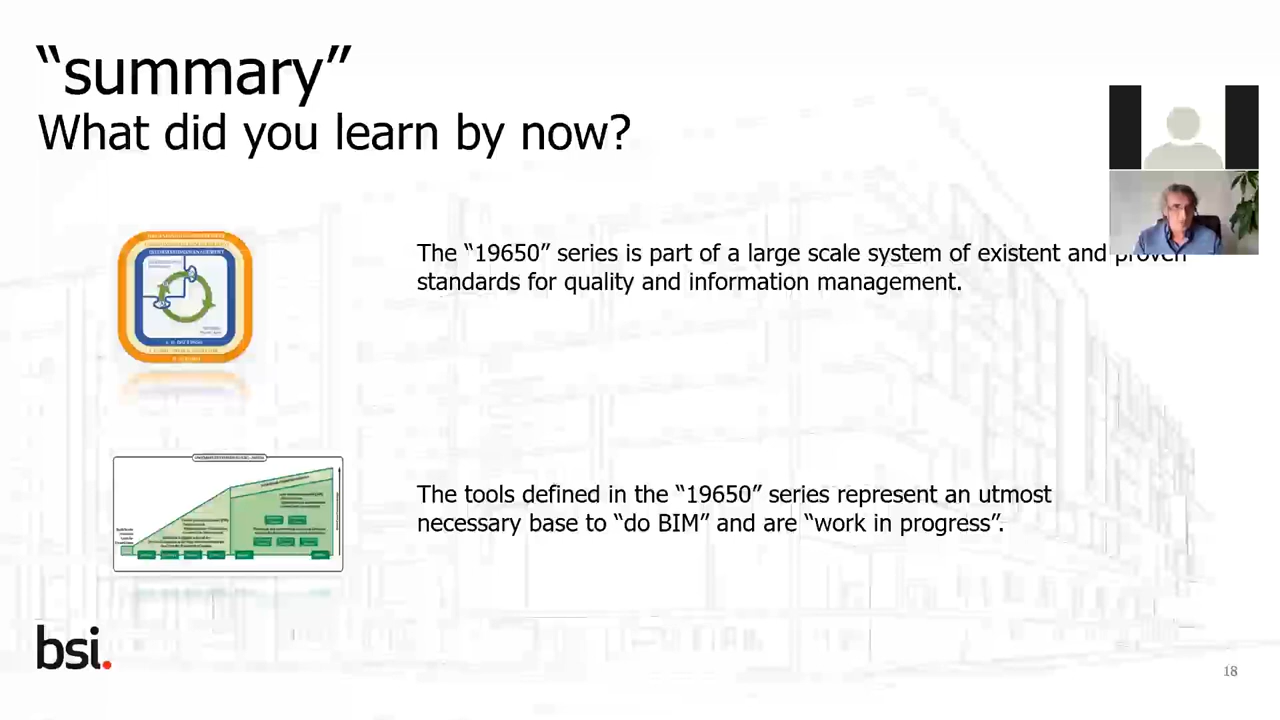 “summary”
What did you learn by now?
The “19650” series is part of a large scale system of existent and proven
standards for quality and information management.
The tools defined in the “19650” series represent an utmost
necessary base to “do BIM” and are “work in progress”.
bsi.
18